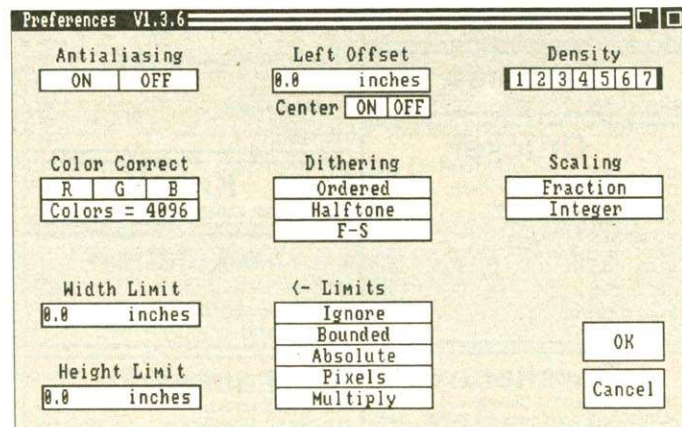 Preferences V1.3.6
Antialiasing
ON OFF
Left Offset
0.0 inches
Center ON OFF
Density
1 2 3 4 5 6 7
Color Correct
R G B
Colors = 4096
Dithering
Ordered
Halftone
F-S
Scaling
Fraction
Integer
Width Limit
0.0 inches
Height Limit
0.0 inches
<- Limits
Ignore
Bounded
Absolute
Pixels
Multiply
OK
Cancel